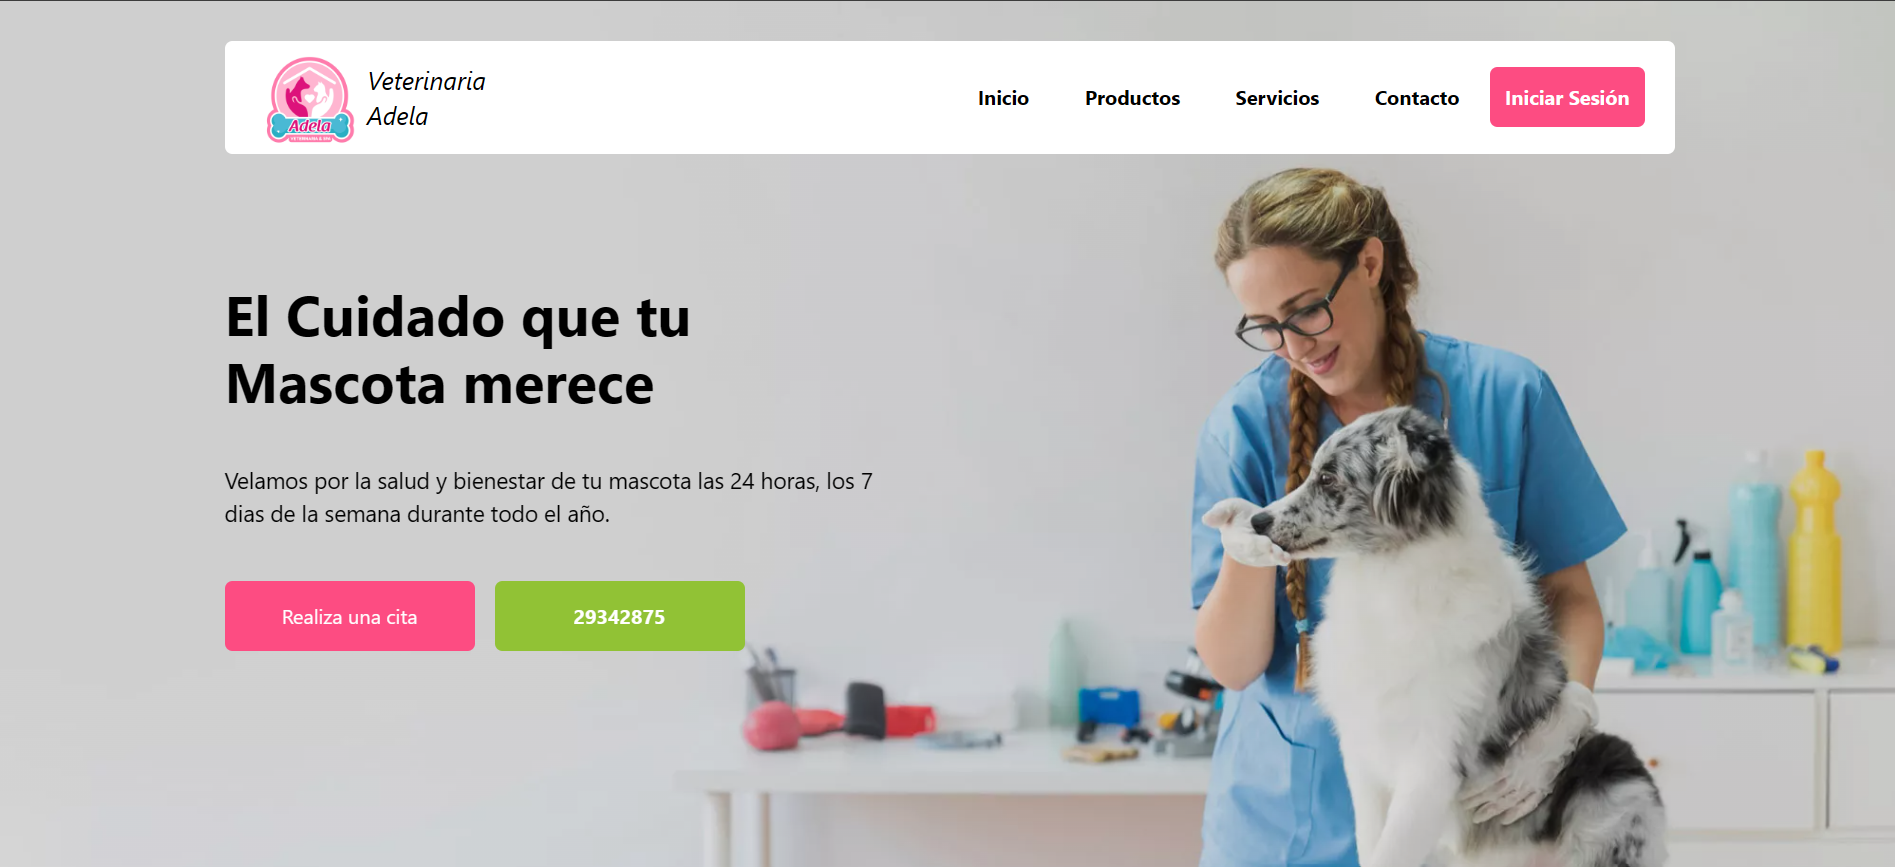 Adela
VETERINARIA & SPA
Veterinaria
Adela
Inicio
Productos
Servicios
Contacto
Iniciar Sesión
El Cuidado que tu
Mascota merece
Velamos por la salud y bienestar de tu mascota las 24 horas, los 7
dias de la semana durante todo el año.
Realiza una cita
29342875